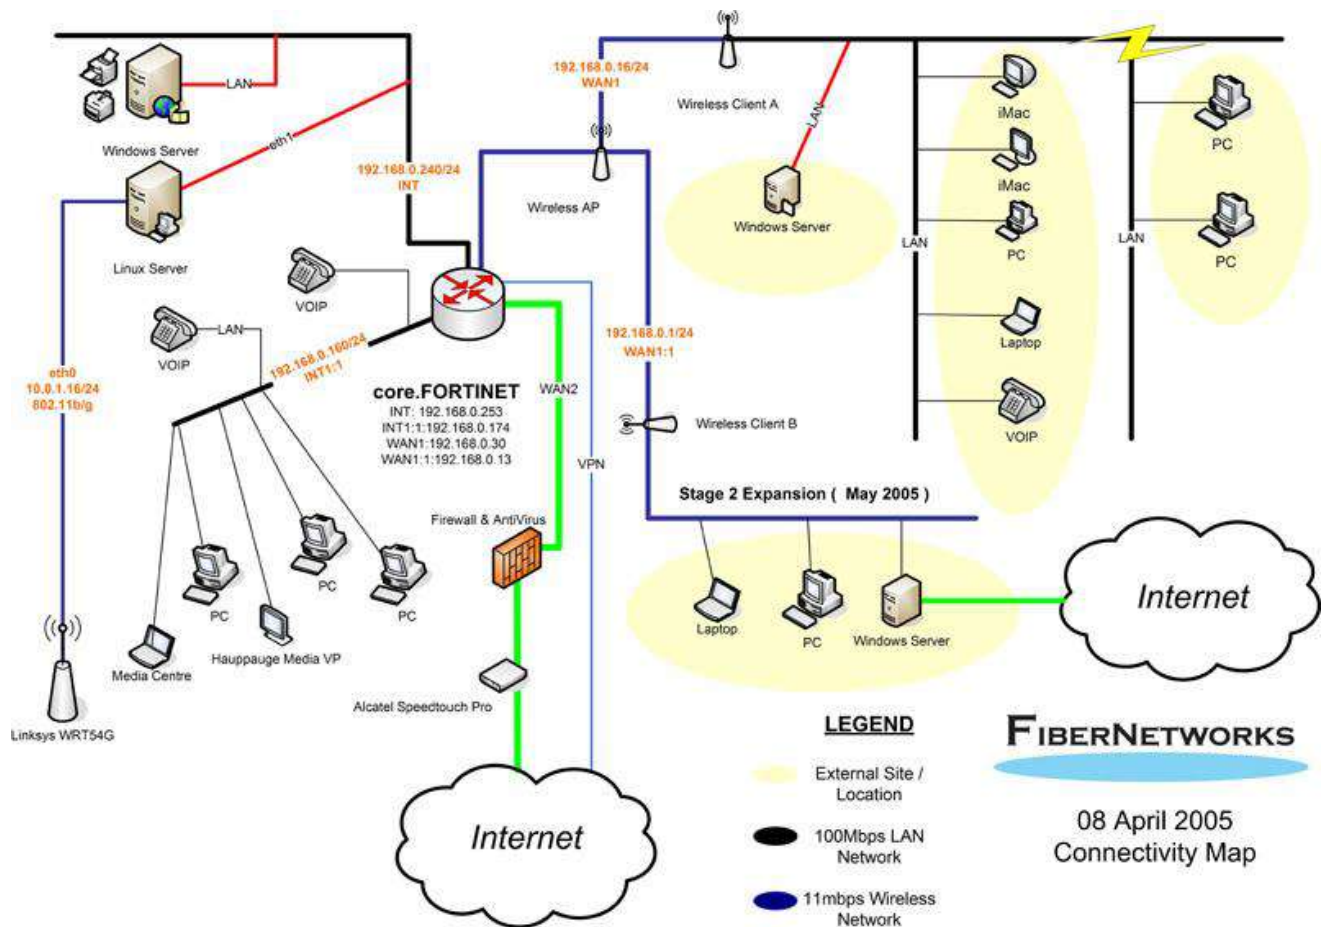 LAN
Windows Server
eth1
Linux Server
192.168.0.240/24
INT
192.168.0.16/24
WAN1
Wireless Client A
Wireless AP
LAN
Windows Server
iMac
iMac
PC
LAN
Laptop
VOIP
PC
LAN
PC
VOIP
LAN
VOIP
192.168.0.160/24
INT1:1
eth0
10.0.1.16/24
802.11b/g
core.FORTINET
INT: 192.168.0.253
INT1:1:192.168.0.174
WAN1:192.168.0.30
WAN1:1:192.168.0.13
WAN2
VPN
192.168.0.1/24
WAN1:1
Wireless Client B
Stage 2 Expansion ( May 2005 )
Firewall & AntiVirus
PC
PC
PC
Hauppauge Media VP
Media Centre
Linksys WRT54G
Alcatel Speedtouch Pro
Internet
Laptop
PC
Windows Server
Internet
LEGEND
External Site /
Location
100Mbps LAN
Network
11mbps Wireless
Network
FIBERNETWORKS
08 April 2005
Connectivity Map